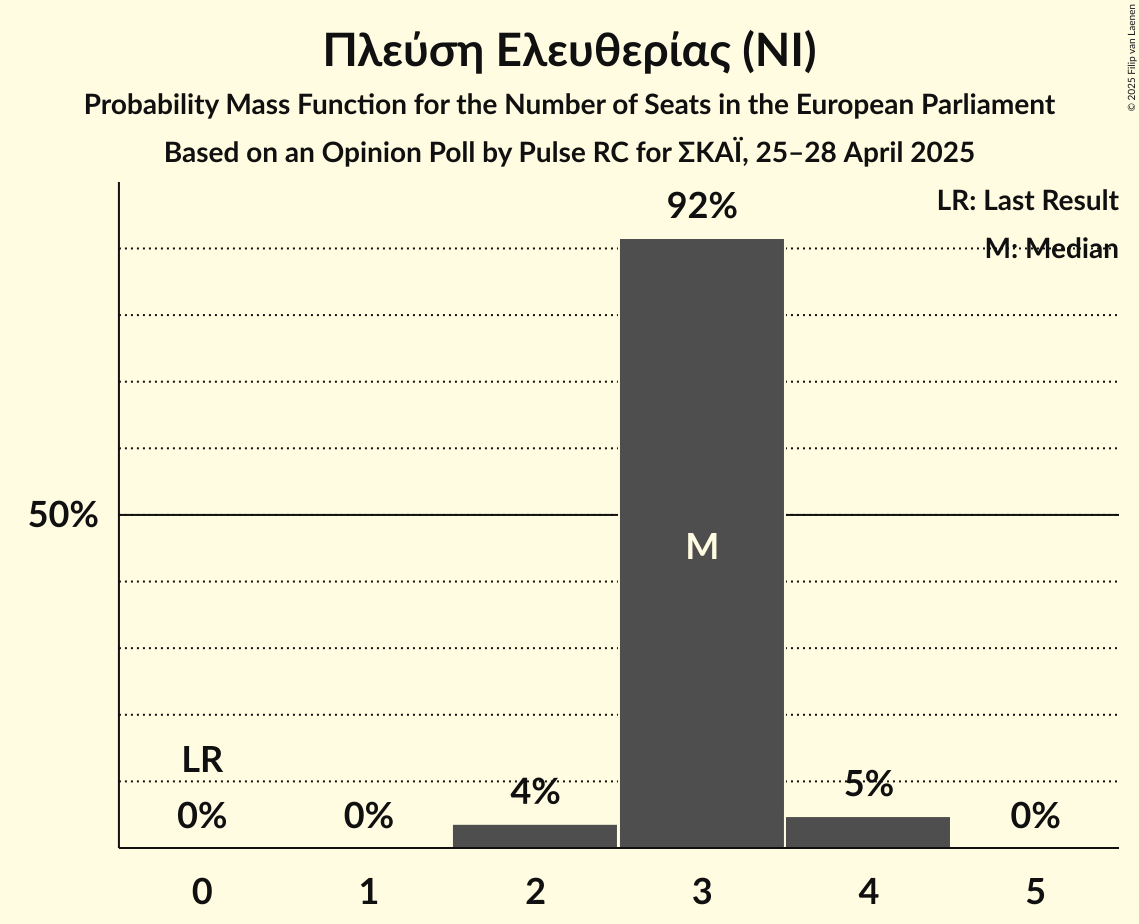 Πλεύση Ελευθερίας (NI)
Probability Mass Function for the Number of Seats in the European Parliament
Based on an Opinion Poll by Pulse RC for ΣΚΑΪ, 25–28 April 2025
© 2025 Filip van Laenen
LR: Last Result
M: Median
92%
50%
M
LR
0%
0%
4%
5%
0%
0 1 2 3 4 5